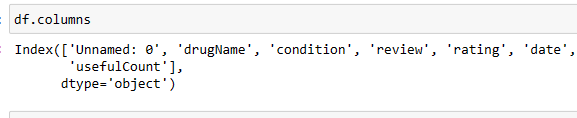 df.columns
Index(['Unnamed: 0', 'drugName', 'condition', 'review', 'rating', 'date',
'usefulCount'],
dtype='object')